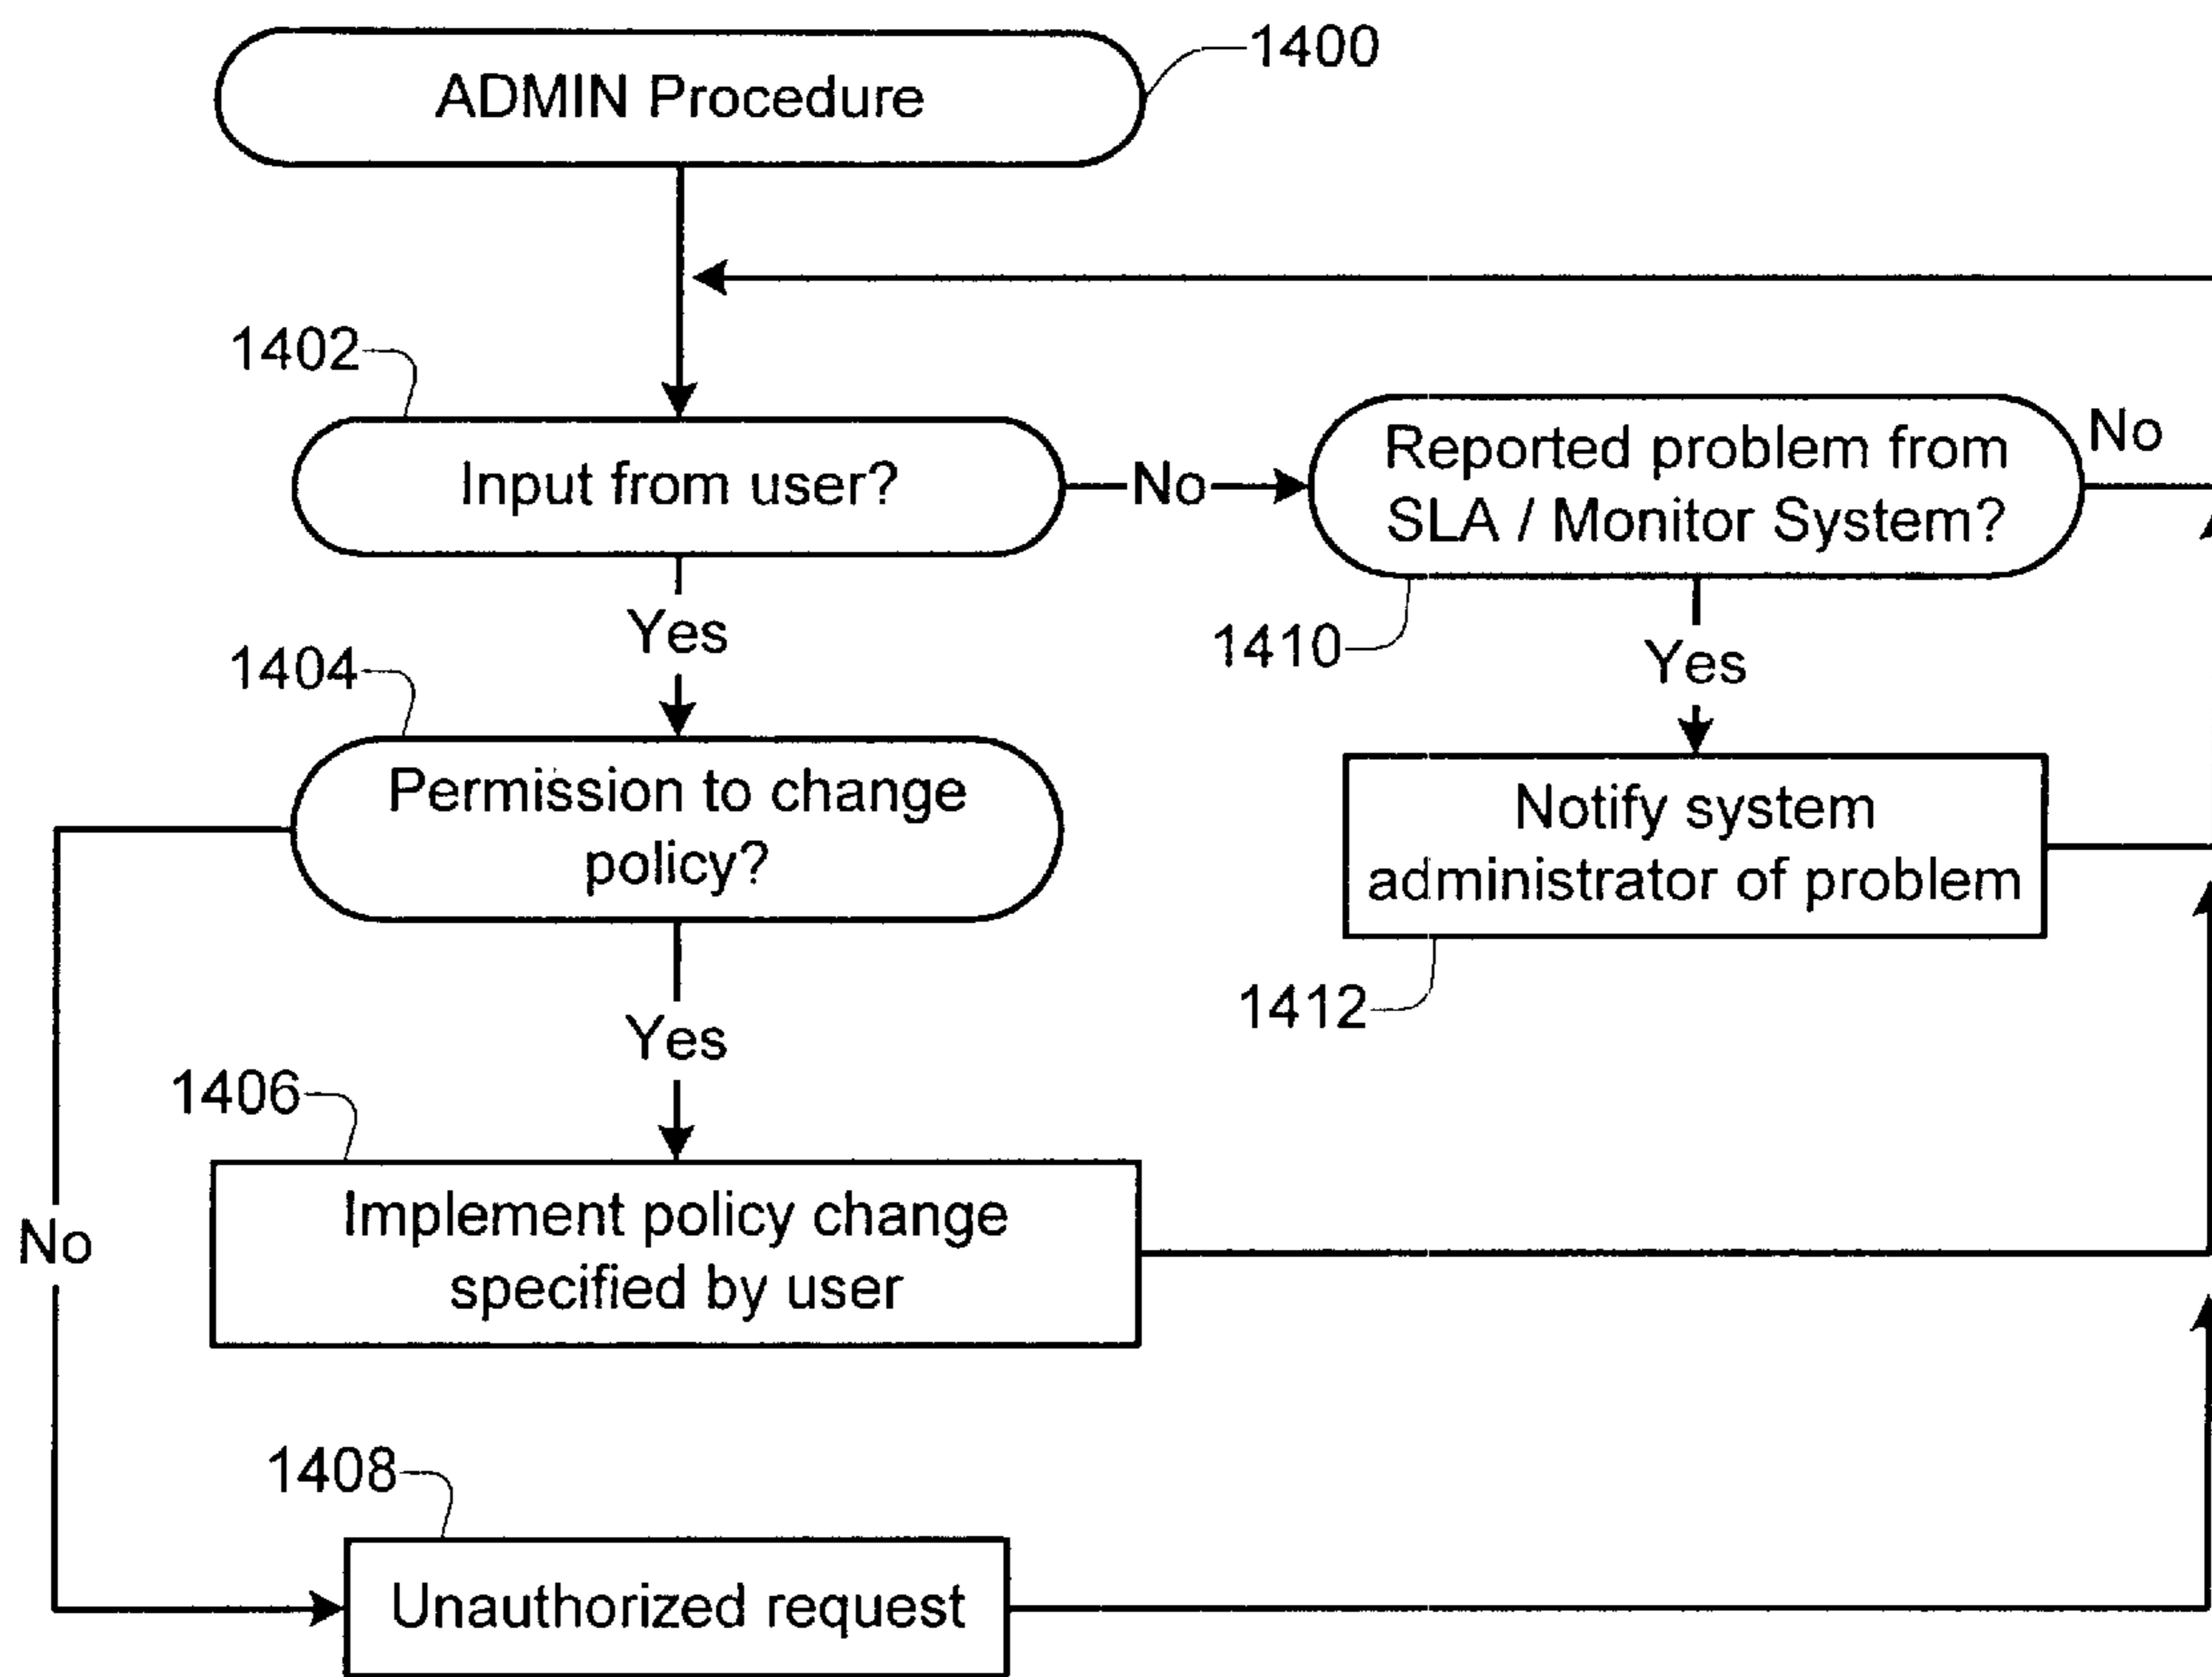 ADMIN Procedure
1400
1402
Input from user?
No
Reported problem from
SLA / Monitor System?
No
1410
Yes
Yes
1404
Permission to change
policy?
Notify system
administrator of problem
1412
No
Yes
1406
Implement policy change
specified by user
1408
Unauthorized request